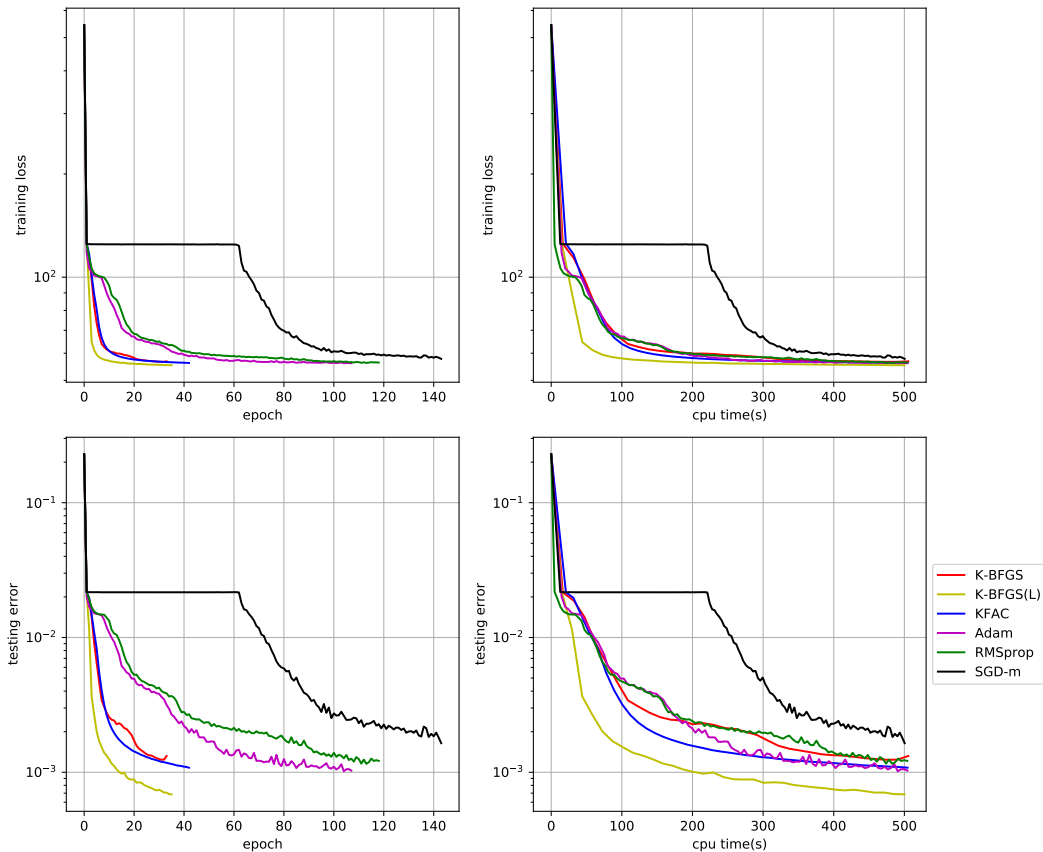 training loss
10²
0 20 40 60 80 100 120 140
epoch
training loss
10²
0 100 200 300 400 500
cpu time(s)
testing error
10⁻¹
10⁻²
10⁻³
0 20 40 60 80 100 120 140
epoch
testing error
10⁻¹
10⁻²
10⁻³
0 100 200 300 400 500
cpu time(s)
K-BFGS
K-BFGS(L)
KFAC
Adam
RMSprop
SGD-m